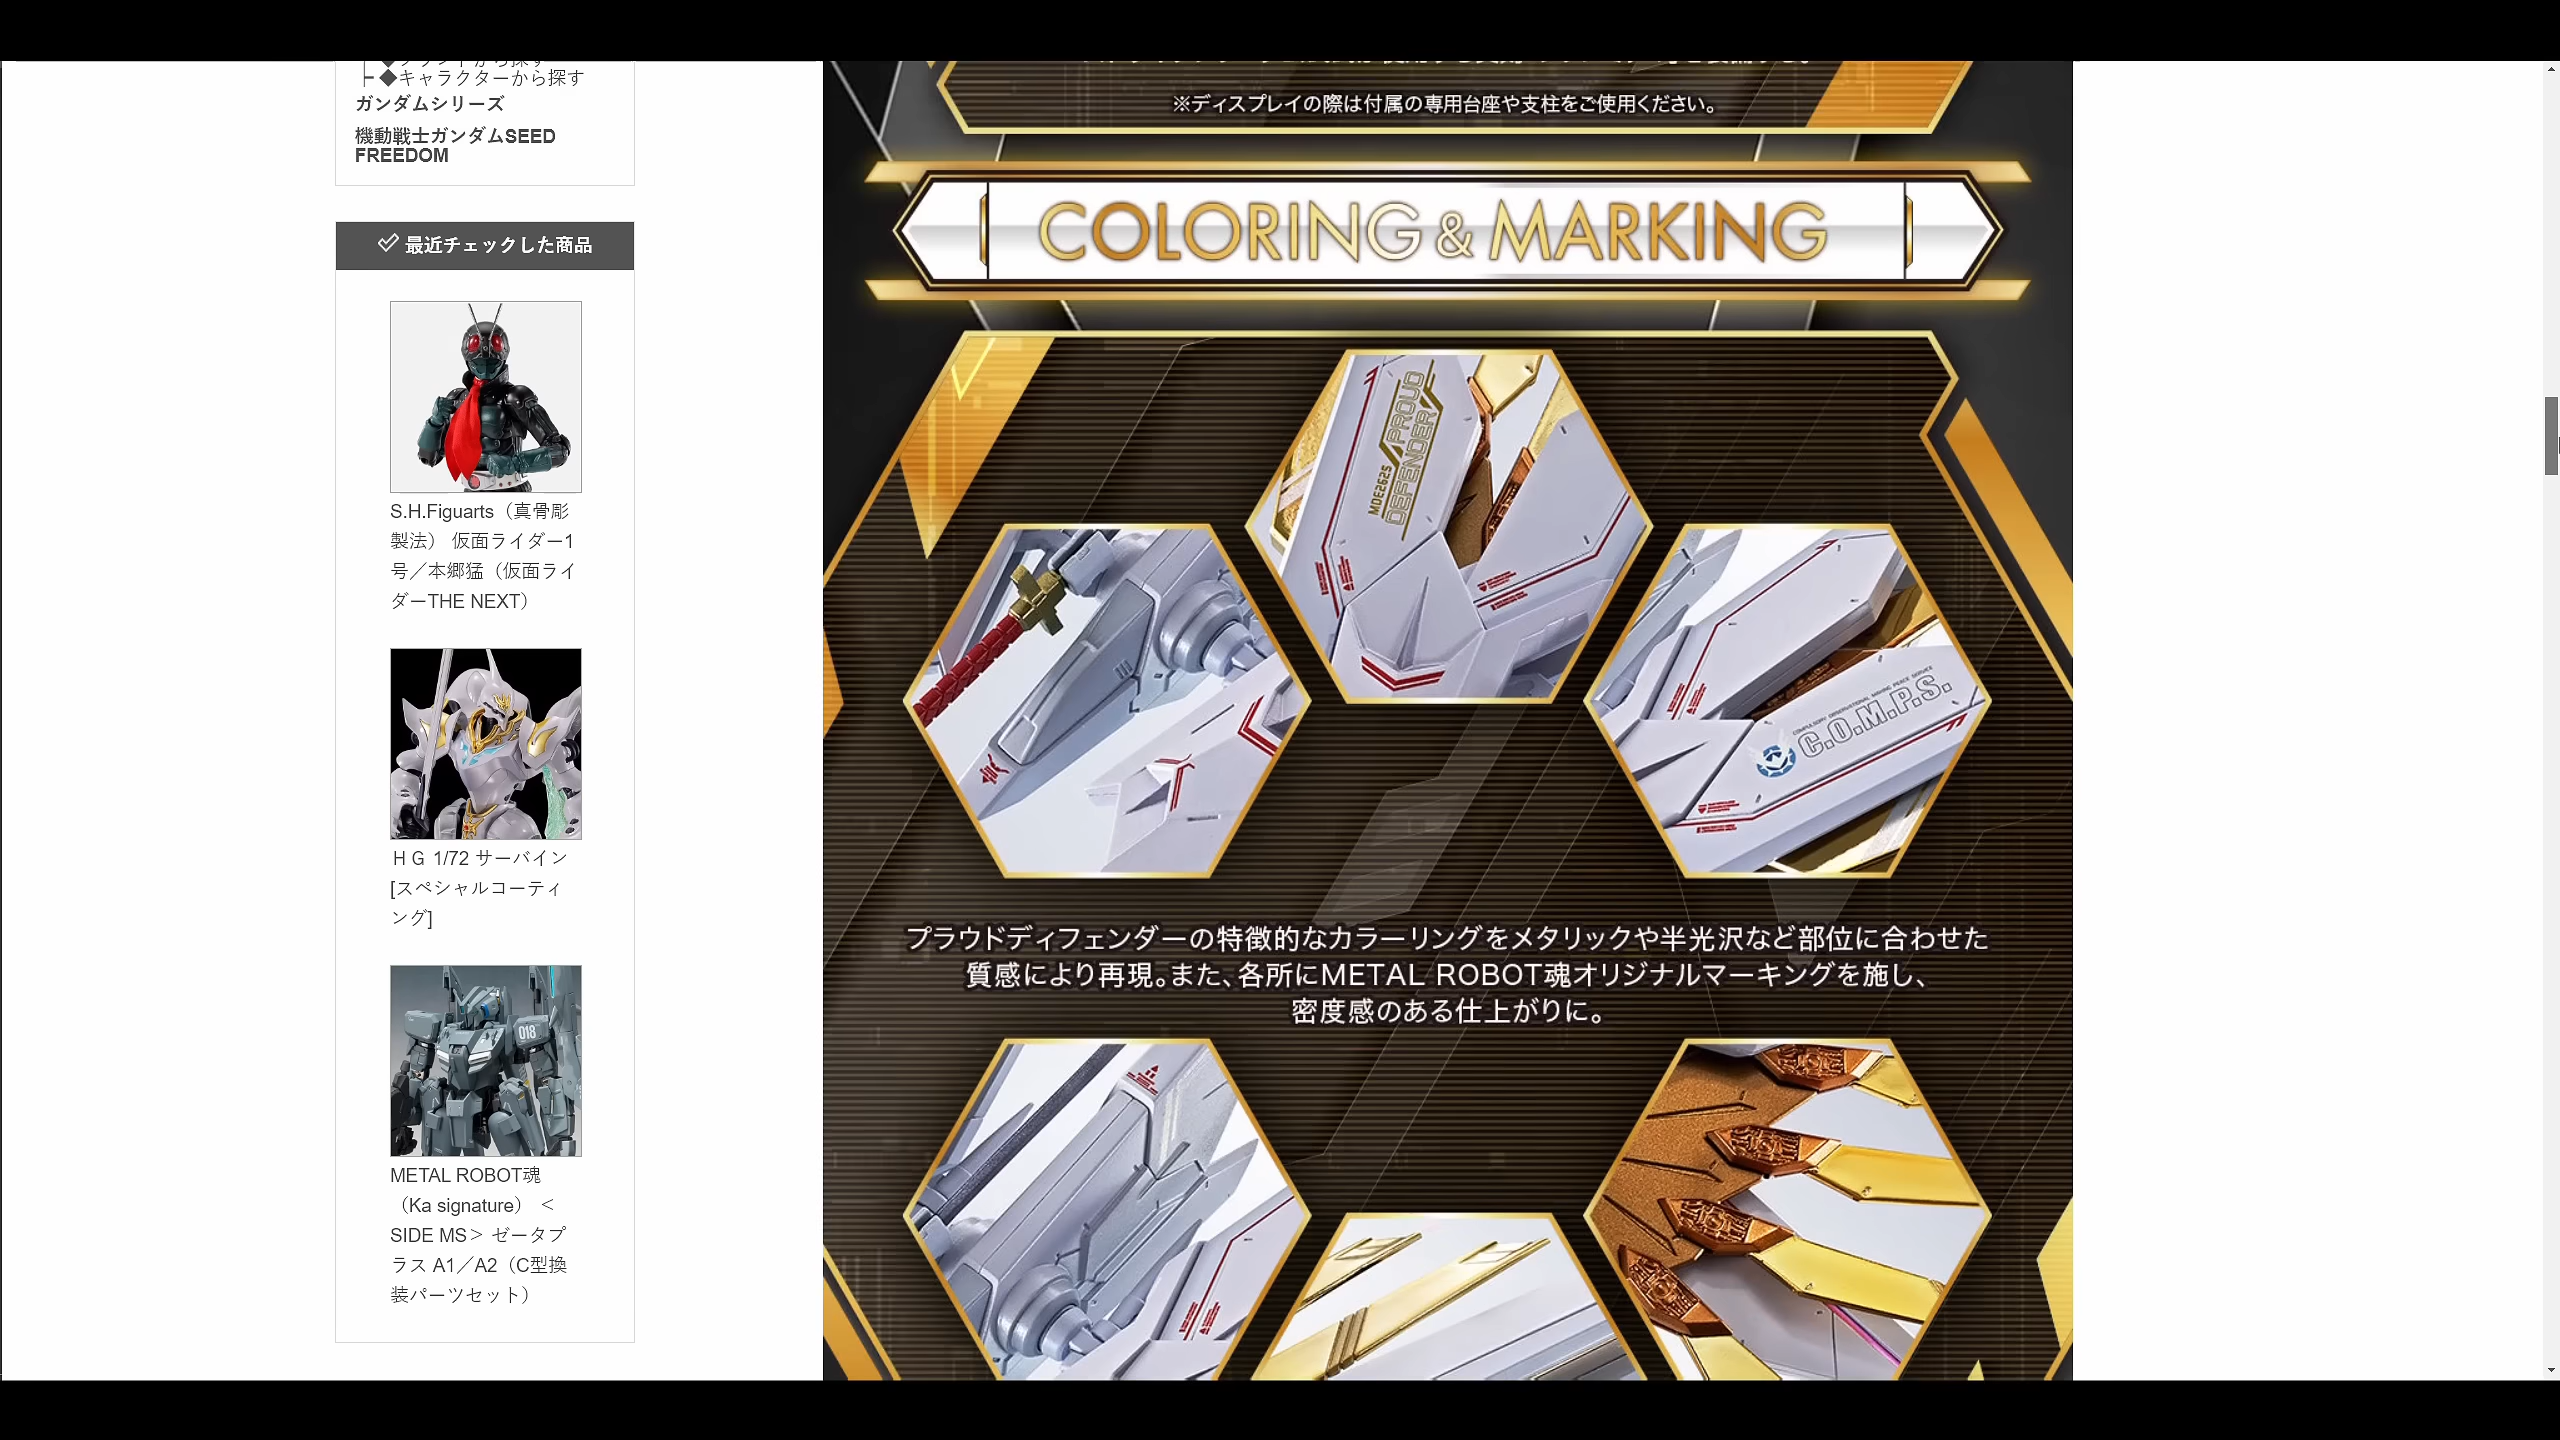 ┣ ◆キャラクターから探す
ガンダムシリーズ
機動戦士ガンダムSEED
FREEDOM
最近チェックした商品
S.H.Figuarts（真骨彫
製法） 仮面ライダー1
号／本郷猛（仮面ライ
ダーTHE NEXT）
ＨＧ 1/72 サーバイン
[スペシャルコーティ
ング]
018
METAL ROBOT魂
（Ka signature） ＜
SIDE MS＞ ゼータプ
ラス A1／A2（C型換
装パーツセット）
※ディスプレイの際は付属の専用台座や支柱をご使用ください。
COLORING & MARKING
MDE262S
PROUD
DEFENDER
C.O.M.P.S.
プラウドディフェンダーの特徴的なカラーリングをメタリックや半光沢など部位に合わせた
質感により再現。また、各所にMETAL ROBOT魂オリジナルマーキングを施し、
密度感のある仕上がりに。